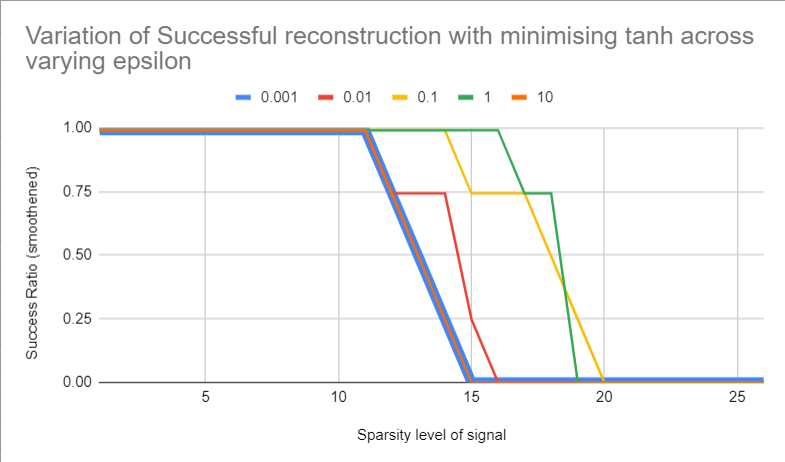 Variation of Successful reconstruction with minimising tanh across
varying epsilon
0.001 0.01 0.1 1 10
Success Ratio (smoothened)
1.00
0.75
0.50
0.25
0.00
5 10 15 20 25
Sparsity level of signal